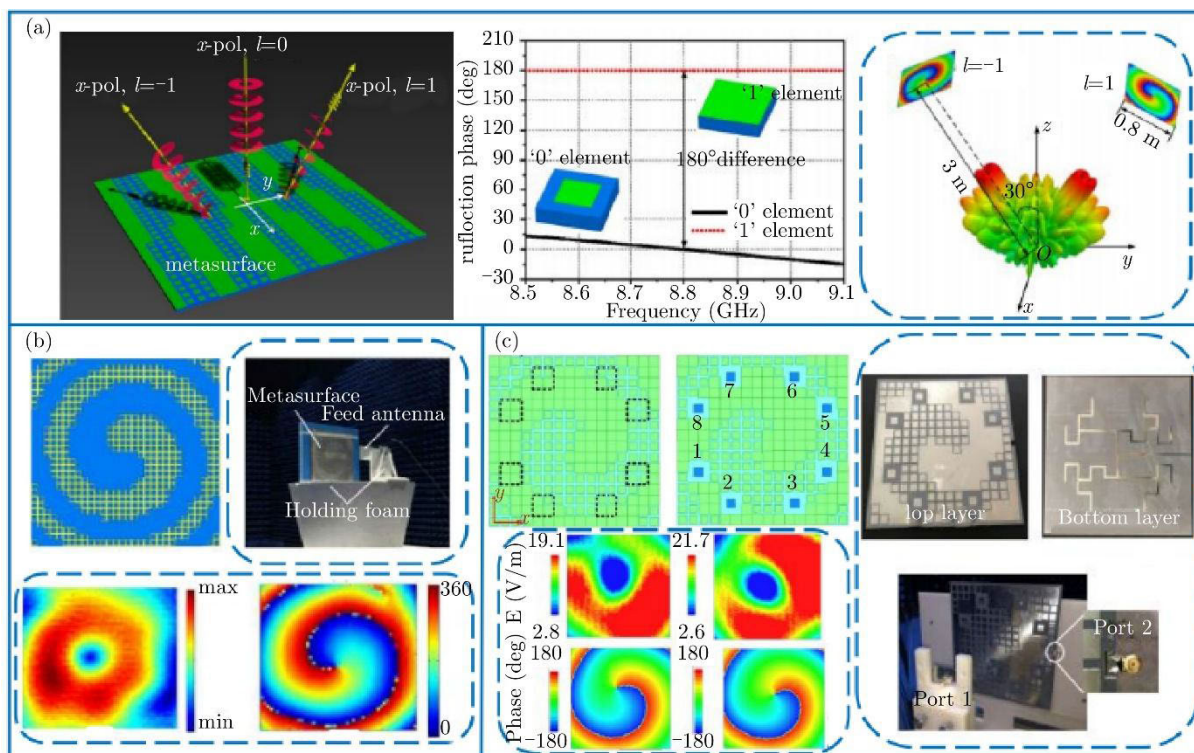 (a)
x-pol, l=0
x-pol, l=−1
x-pol, l=1
y
x
metasurface
rufloction phase (deg)
210
180
150
120
90
60
30
0
−30
'1' element
'0' element
180°difference
'0' element
'1' element
8.5 8.6 8.7 8.8 8.9 9.0 9.1
Frequency (GHz)
l=−1
l=1
0.8 m
z
3 m
30°
O
y
x
(b)
Metasurface
Feed antenna
Holding foam
max
min
360
0
(c)
y
x
7 6
8 5
1 4
2 3
19.1 21.7
E (V/m)
2.8 2.6
180 180
Phase (deg)
−180 −180
lop layer
Bottom layer
Port 2
Port 1